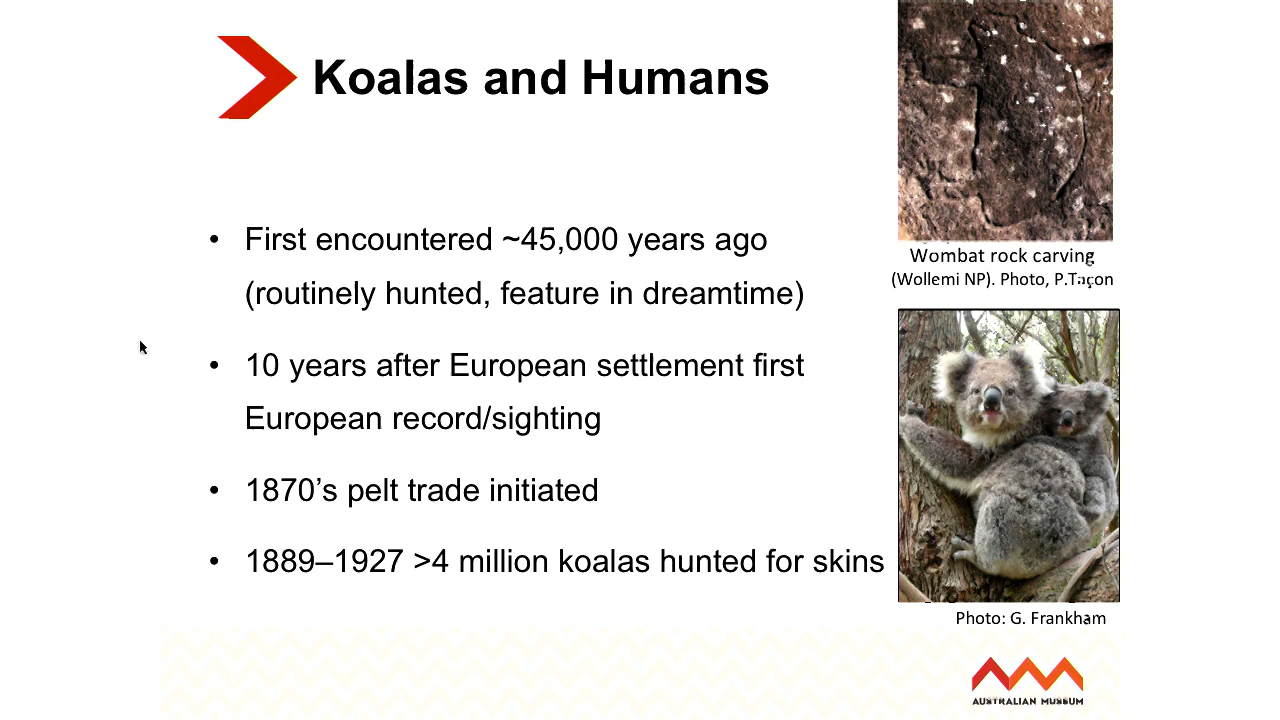 Koalas and Humans
• First encountered ~45,000 years ago
(routinely hunted, feature in dreamtime)
• 10 years after European settlement first
European record/sighting
• 1870’s pelt trade initiated
• 1889–1927 >4 million koalas hunted for skins
Wombat rock carving
(Wollemi NP). Photo, P.Taçon
Photo: G. Frankham
AUSTRALIAN MUSEUM